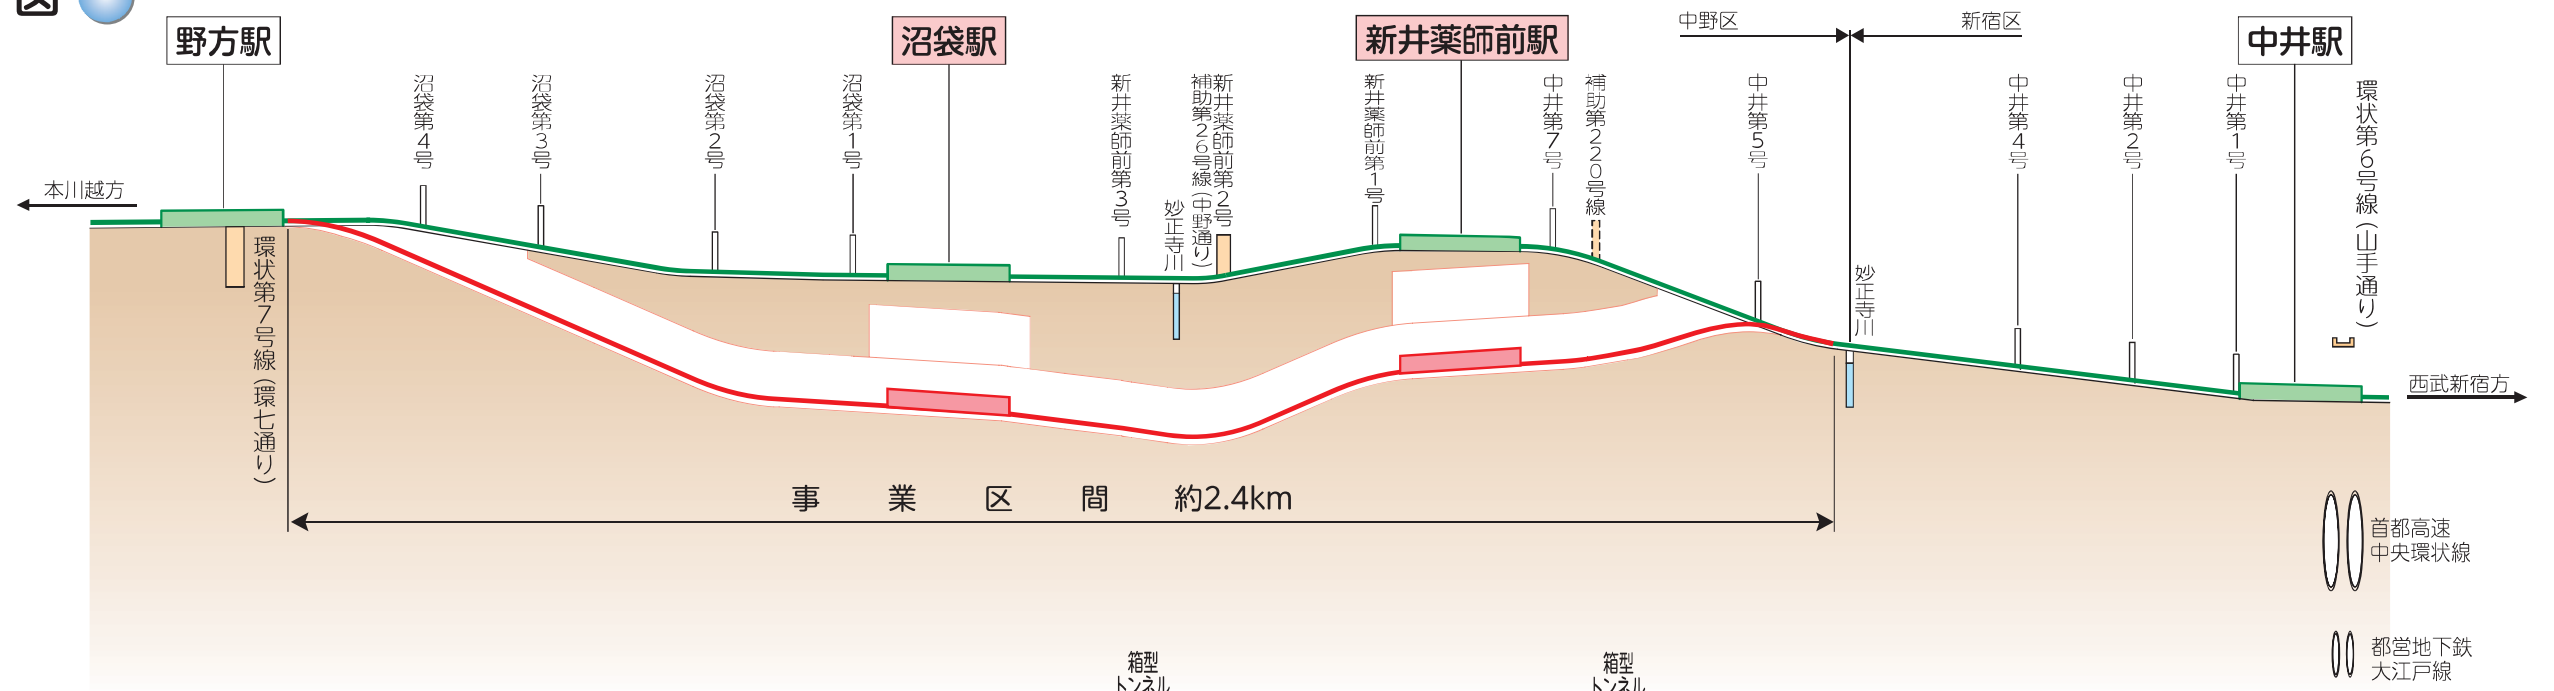 図
野方駅
沼袋駅
新井薬師前駅
中井駅
中野区
新宿区
沼袋第4号
沼袋第3号
沼袋第2号
沼袋第1号
新井薬師前第3号
妙正寺川
補助第26号線(中野通り)
新井薬師前第2号
新井薬師前第1号
中井第7号
補助第220号線
中井第5号
妙正寺川
中井第4号
中井第2号
中井第1号
環状第6号線(山手通り)
本川越方
西武新宿方
環状第7号線(環七通り)
事業区間 約2.4km
首都高速
中央環状線
都営地下鉄
大江戸線
箱型
トンネル
箱型
トンネル